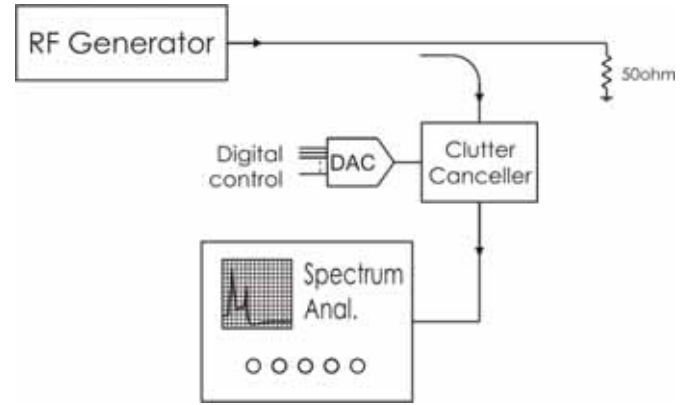 RF Generator
50ohm
Digital
control
DAC
Clutter
Canceller
Spectrum
Anal.